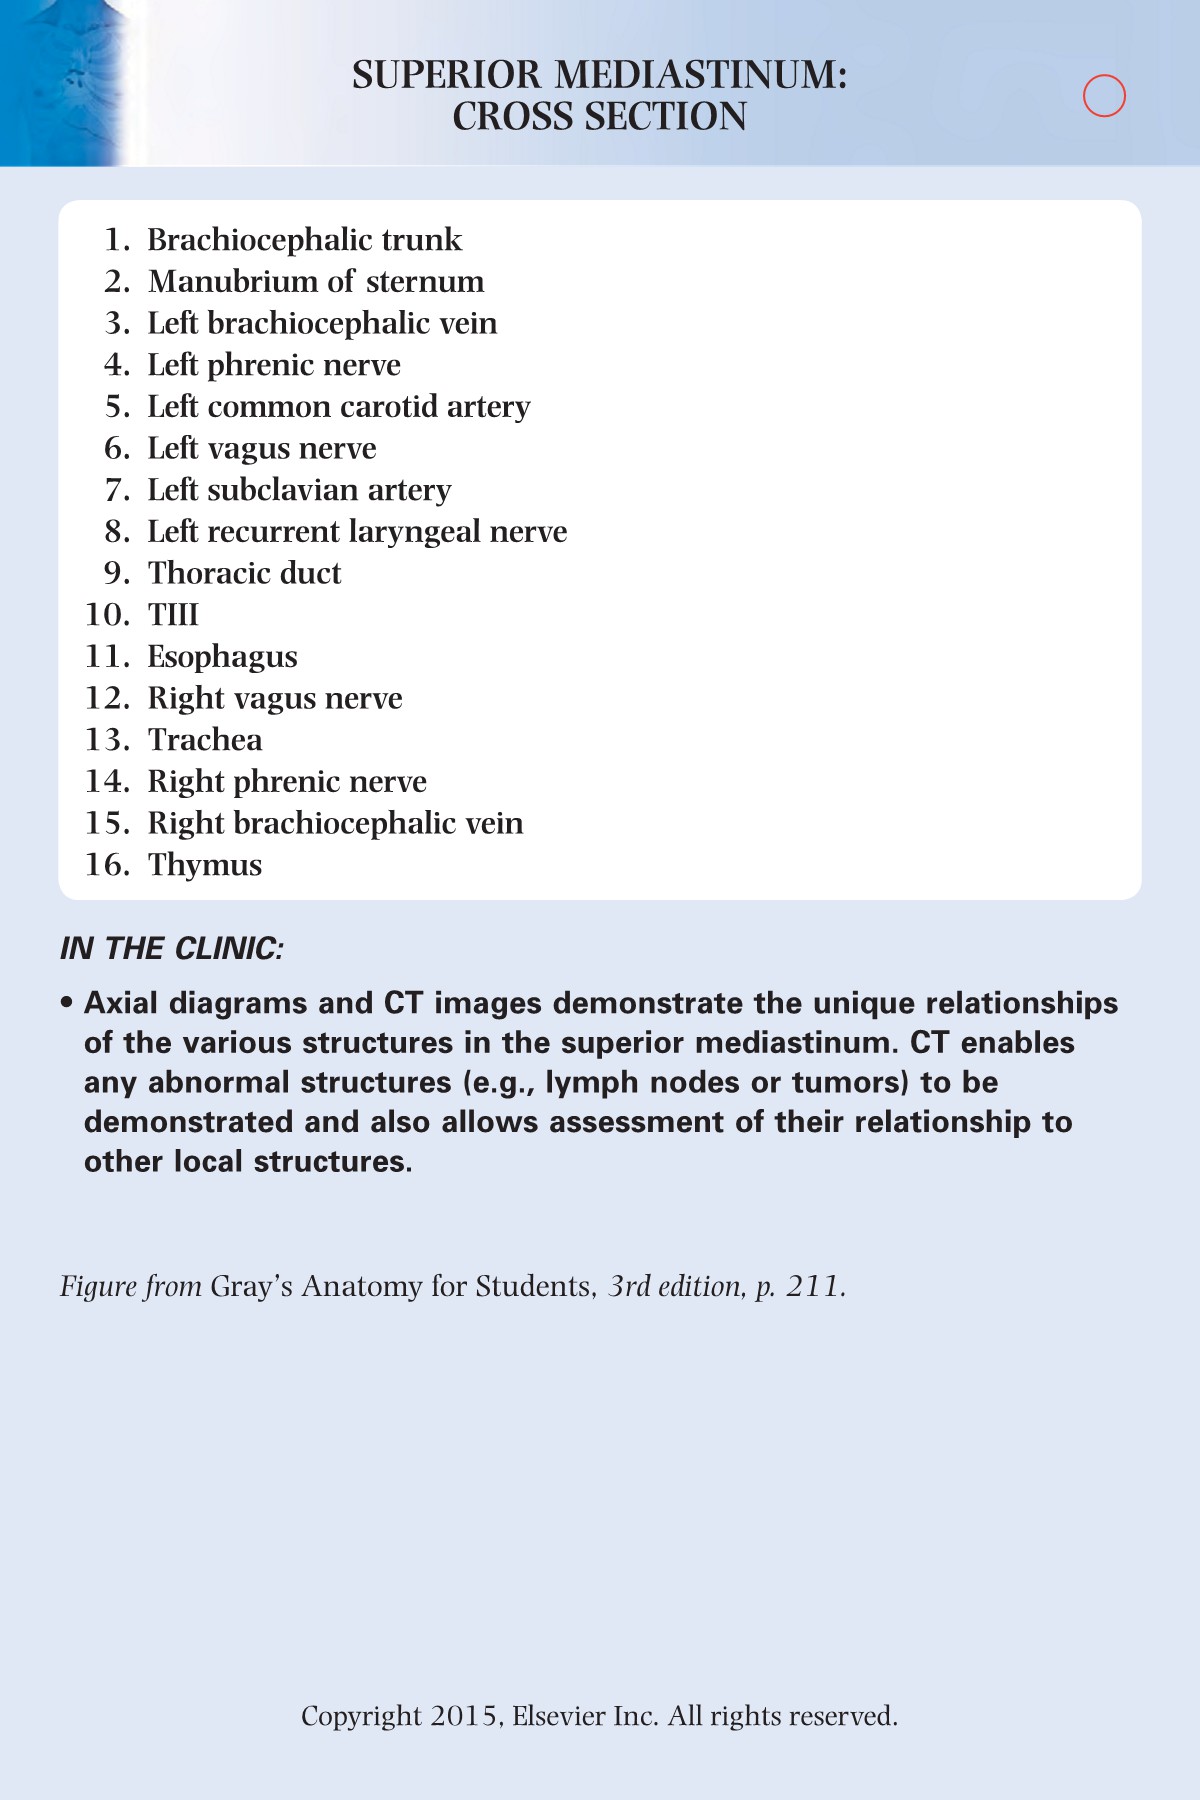 SUPERIOR MEDIASTINUM:
CROSS SECTION
1. Brachiocephalic trunk
2. Manubrium of sternum
3. Left brachiocephalic vein
4. Left phrenic nerve
5. Left common carotid artery
6. Left vagus nerve
7. Left subclavian artery
8. Left recurrent laryngeal nerve
9. Thoracic duct
10. TIII
11. Esophagus
12. Right vagus nerve
13. Trachea
14. Right phrenic nerve
15. Right brachiocephalic vein
16. Thymus
IN THE CLINIC:
• Axial diagrams and CT images demonstrate the unique relationships
of the various structures in the superior mediastinum. CT enables
any abnormal structures (e.g., lymph nodes or tumors) to be
demonstrated and also allows assessment of their relationship to
other local structures.
Figure from Gray’s Anatomy for Students, 3rd edition, p. 211.
Copyright 2015, Elsevier Inc. All rights reserved.